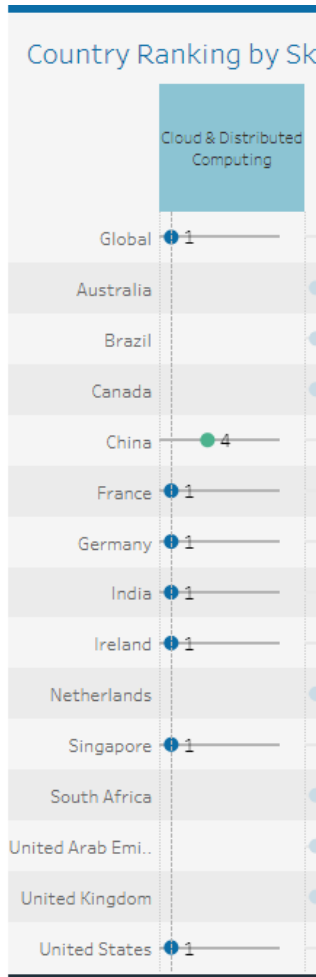 Country Ranking by Sk
Cloud & Distributed
Computing
Global 1
Australia
Brazil
Canada
China 4
France 1
Germany 1
India 1
Ireland 1
Netherlands
Singapore 1
South Africa
United Arab Emi..
United Kingdom
United States 1